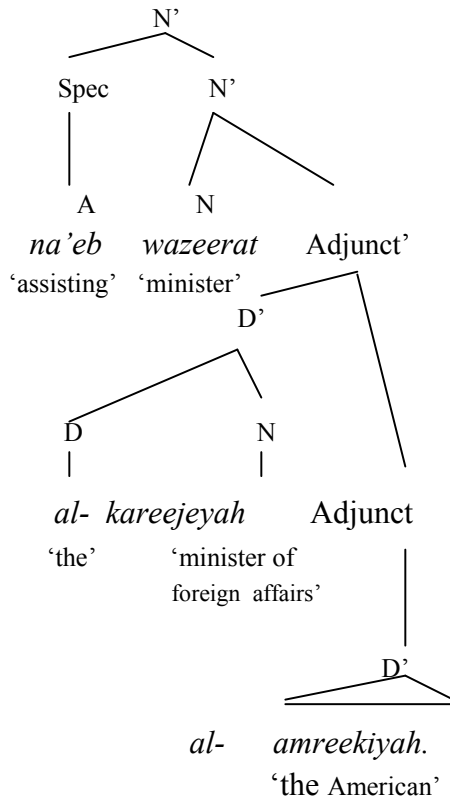 N’
Spec N’
A N
na’eb wazeerat Adjunct’
‘assisting’ ‘minister’
D’
D N
al- kareejeyah Adjunct
‘the’ ‘minister of
foreign affairs’
D’
al- amreekiyah.
‘the American’